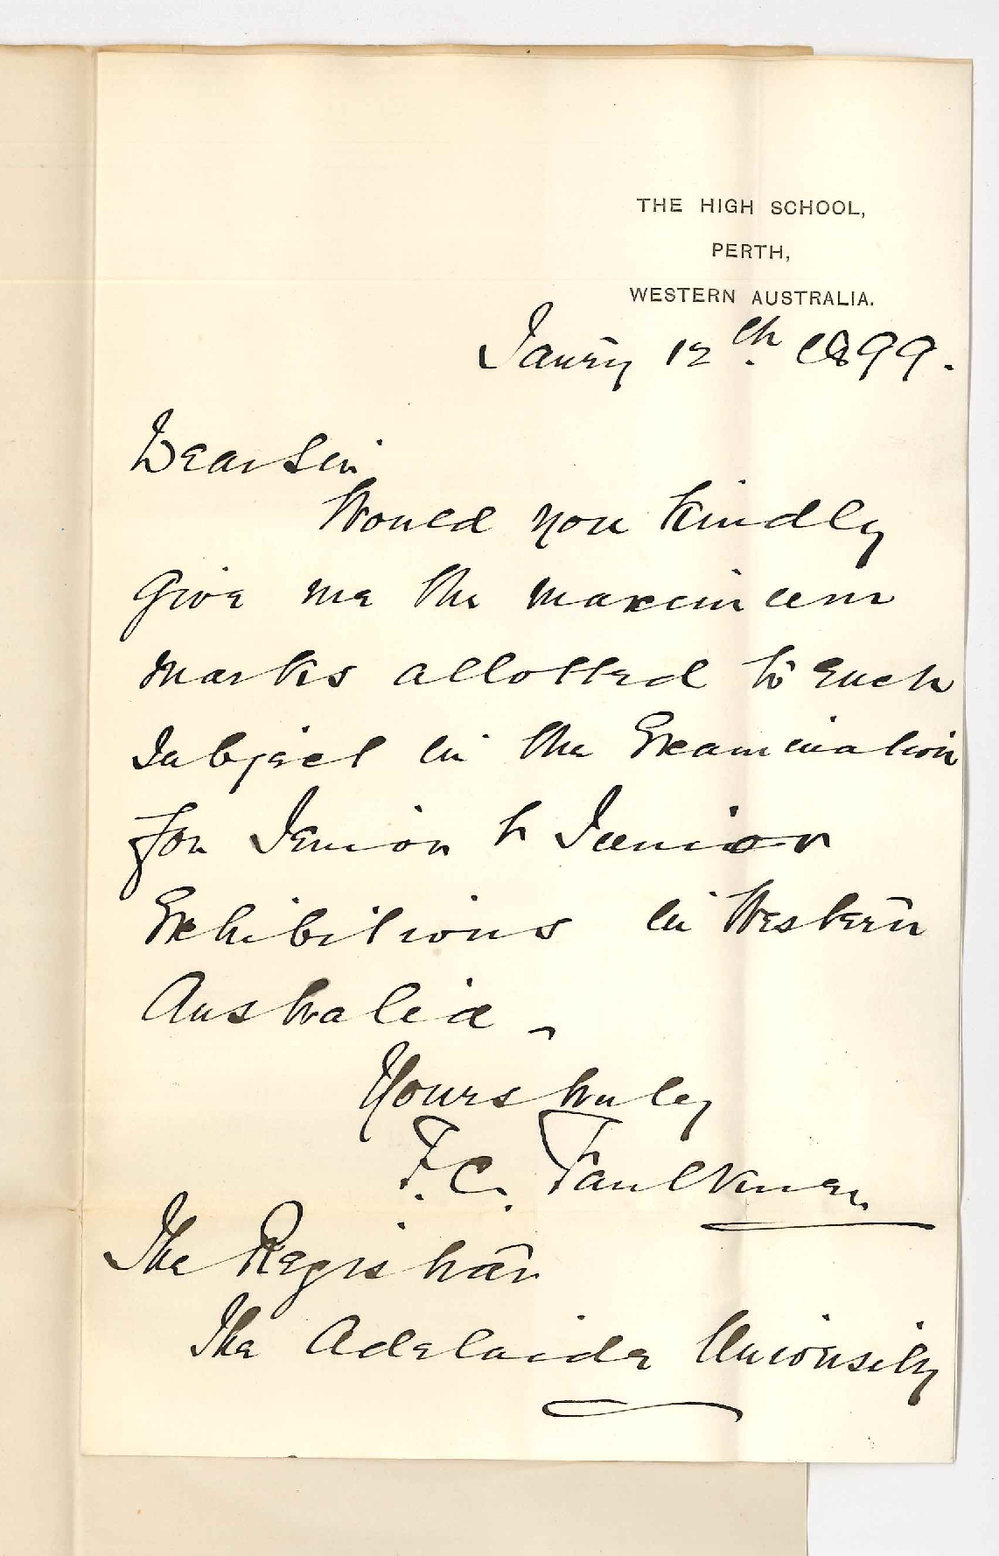 THE HIGH SCHOOL,
PERTH,
WESTERN AUSTRALIA.
Janry 12th. 1899.
Dear Sir,
Would you kindly
give me the maximum
marks allotted to each
subject in the Examination
for Senior & Junior
Exhibitions in Western
Australia.
Yours truly
F. C. Faulkner.
The Registrar
The Adelaide University